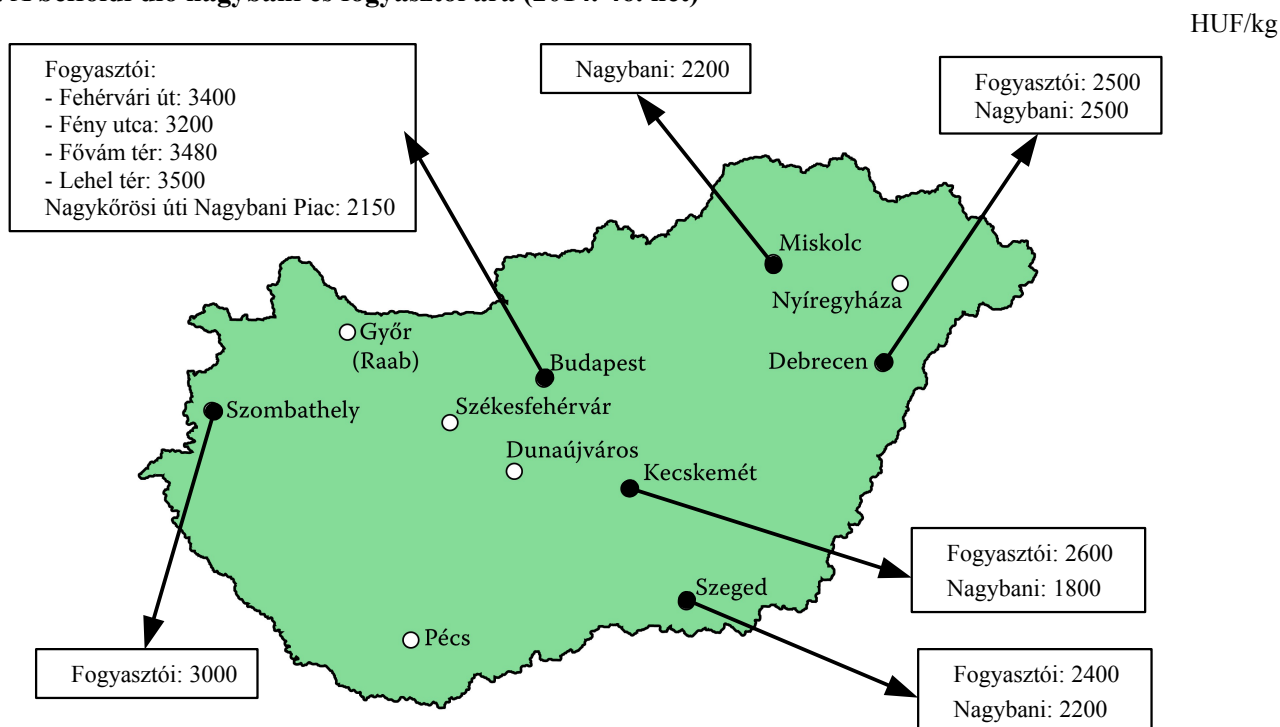 HUF/kg
Fogyasztói:
- Fehérvári út: 3400
- Fény utca: 3200
- Fővám tér: 3480
- Lehel tér: 3500
Nagykőrösi úti Nagybani Piac: 2150
Nagybani: 2200
Fogyasztói: 2500
Nagybani: 2500
Miskolc
Nyíregyháza
Győr
(Raab)
Budapest
Debrecen
Szombathely
Székesfehérvár
Dunaújváros
Kecskemét
Fogyasztói: 2600
Nagybani: 1800
Szeged
Pécs
Fogyasztói: 3000
Fogyasztói: 2400
Nagybani: 2200